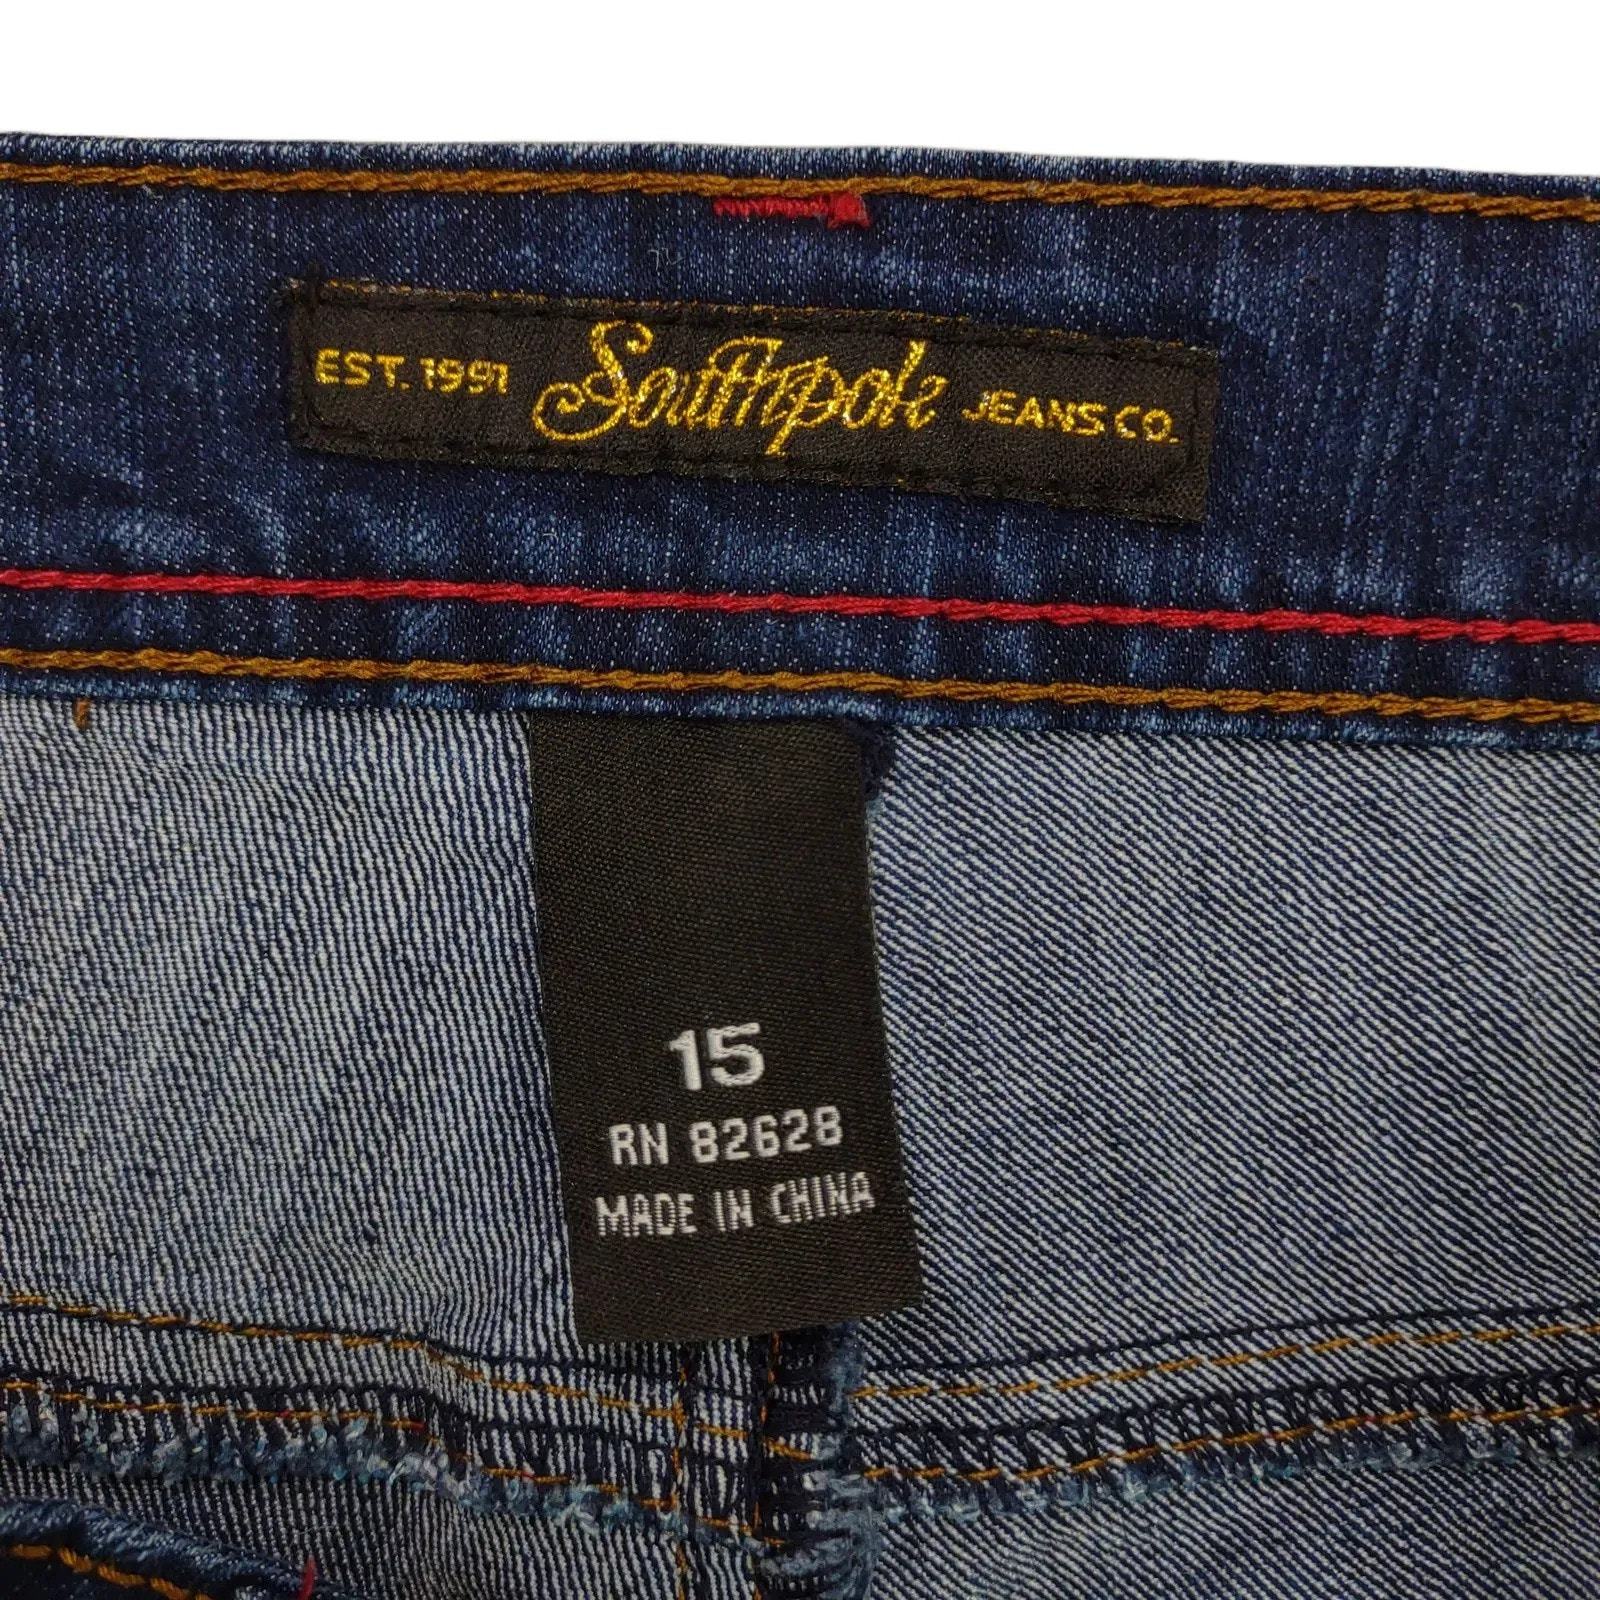 EST. 1991 Southpole JEANS CO.
15
RN 82628
MADE IN CHINA